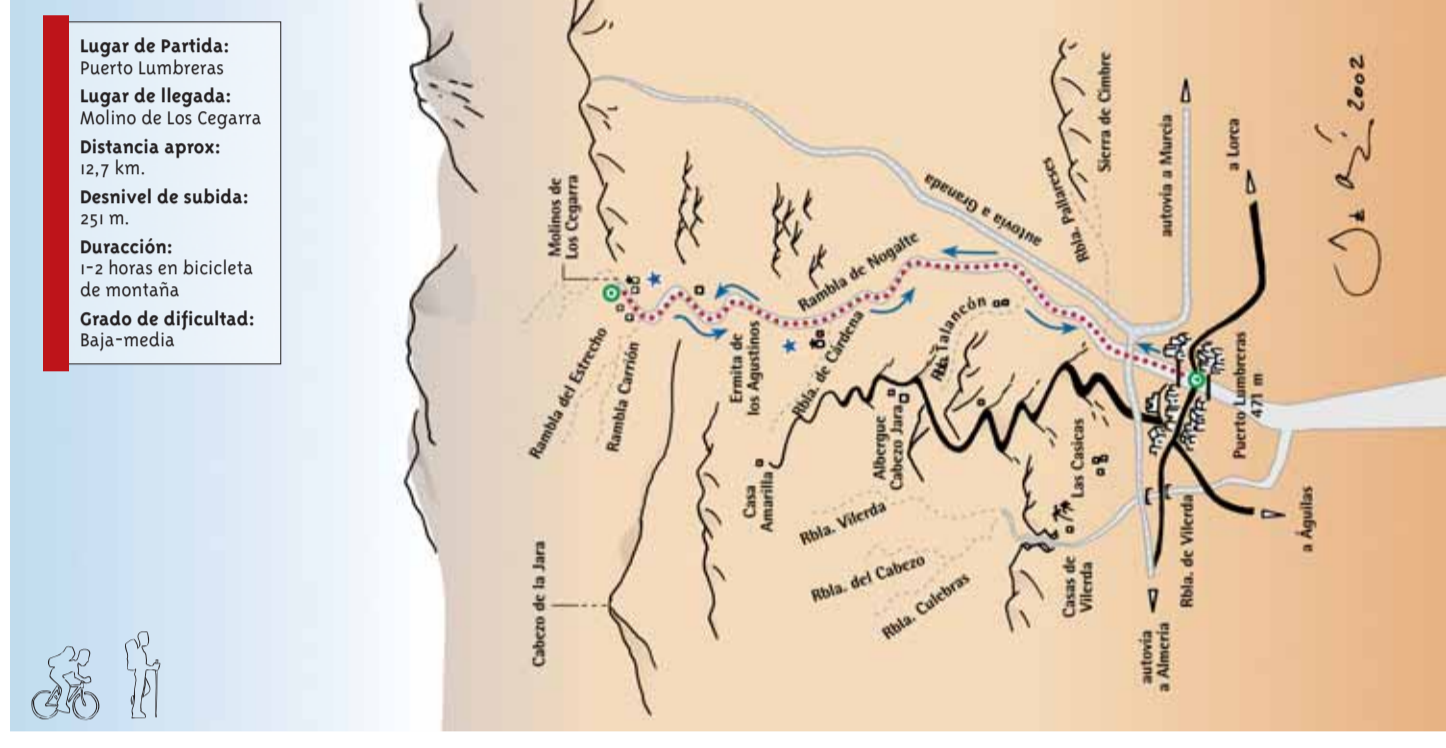 Lugar de Partida:
Puerto Lumbreras
Lugar de llegada:
Molino de Los Cegarra
Distancia aprox:
12,7 km.
Desnivel de subida:
251 m.
Duracción:
1-2 horas en bicicleta
de montaña
Grado de dificultad:
Baja-media
Molinos de
Los Cegarra
Rambla del Estrecho
Rambla Carrión
Cabezo de la Jara
Ermita de
los Agustinos
Rambla de Nogalte
autovia a Granada
Rbla. Pallareses
Sierra de Cimbre
autovía a Murcia
a Lorca
Rbla. de Cárdena
Talancón
Casa
Amarilla
Albergue
Cabezo Jara
Las Casicas
Rbla. Vilerda
Rbla. del Cabezo
Rbla. Culebras
Casas de
Vilerda
Rbla. de Vilerda
Puerto Lumbreras
471 m
a Águilas
autovía
a Almería
2002